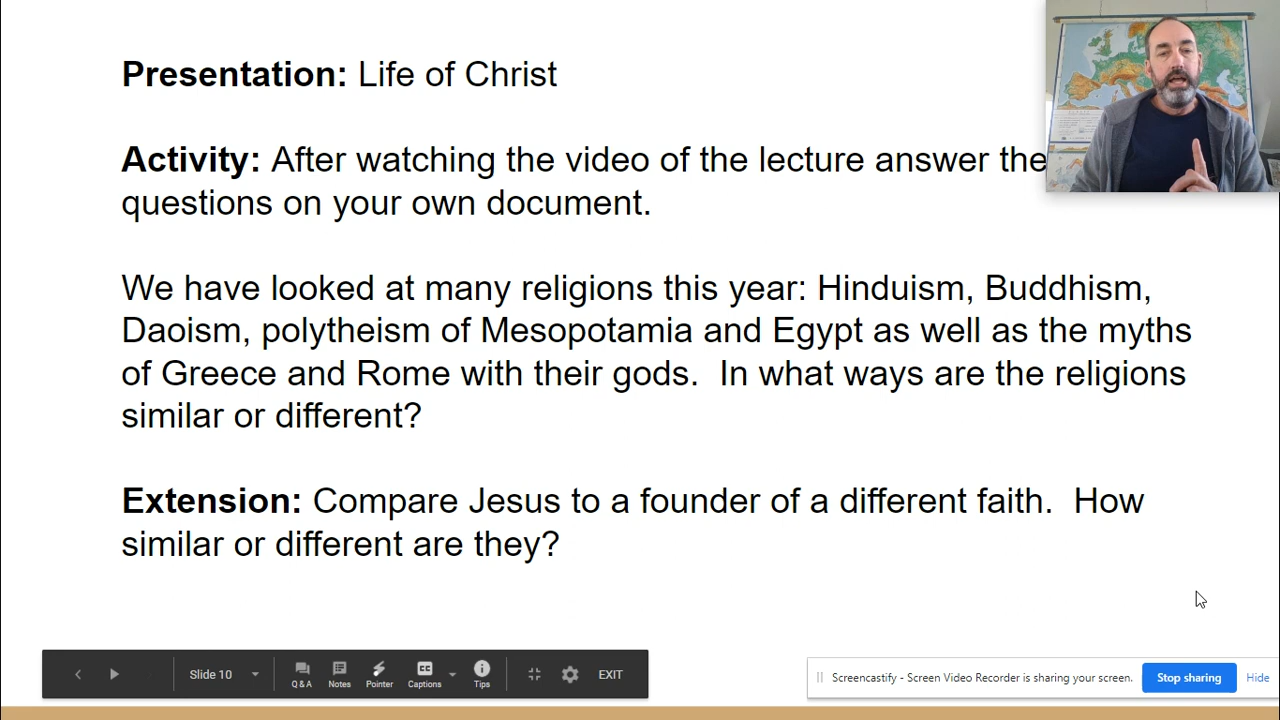 Presentation: Life of Christ
Activity: After watching the video of the lecture answer the
questions on your own document.
We have looked at many religions this year: Hinduism, Buddhism,
Daoism, polytheism of Mesopotamia and Egypt as well as the myths
of Greece and Rome with their gods.  In what ways are the religions
similar or different?
Extension: Compare Jesus to a founder of a different faith.  How
similar or different are they?
Slide 10
Q & A
Notes
Pointer
CC
Captions
Tips
EXIT
Screencastify - Screen Video Recorder is sharing your screen.
Stop sharing
Hide